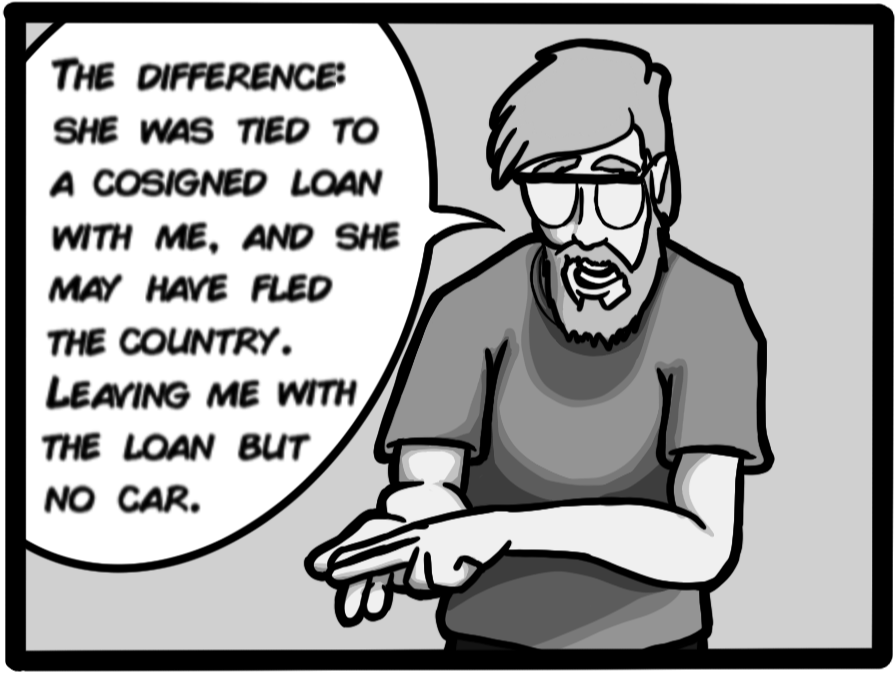 The difference:
she was tied to
a cosigned loan
with me, and she
may have fled
the country.
Leaving me with
the loan but
no car.